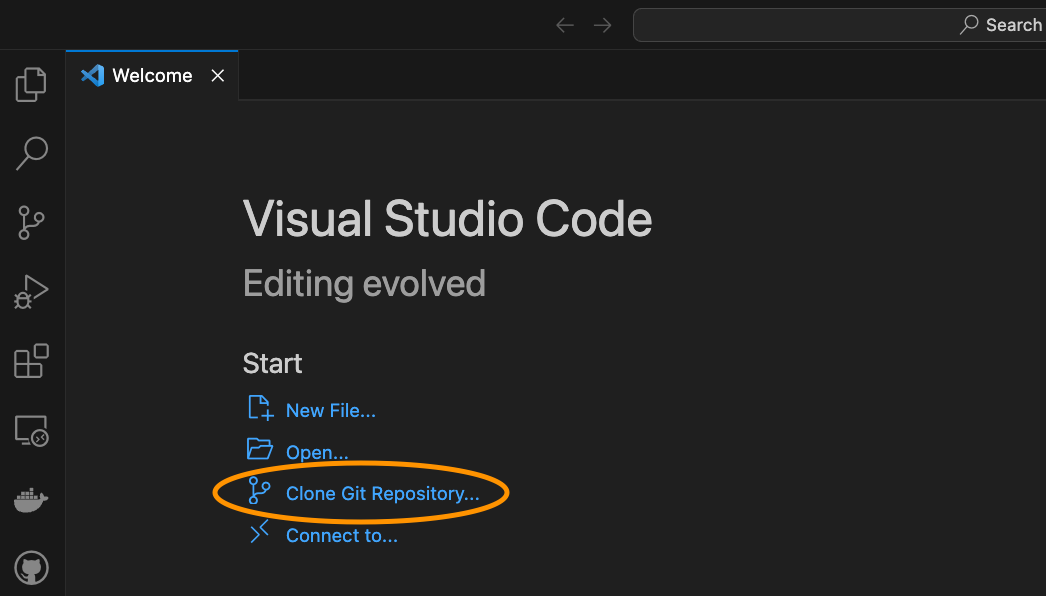 Search
Welcome
Visual Studio Code
Editing evolved
Start
New File...
Open...
Clone Git Repository...
Connect to...